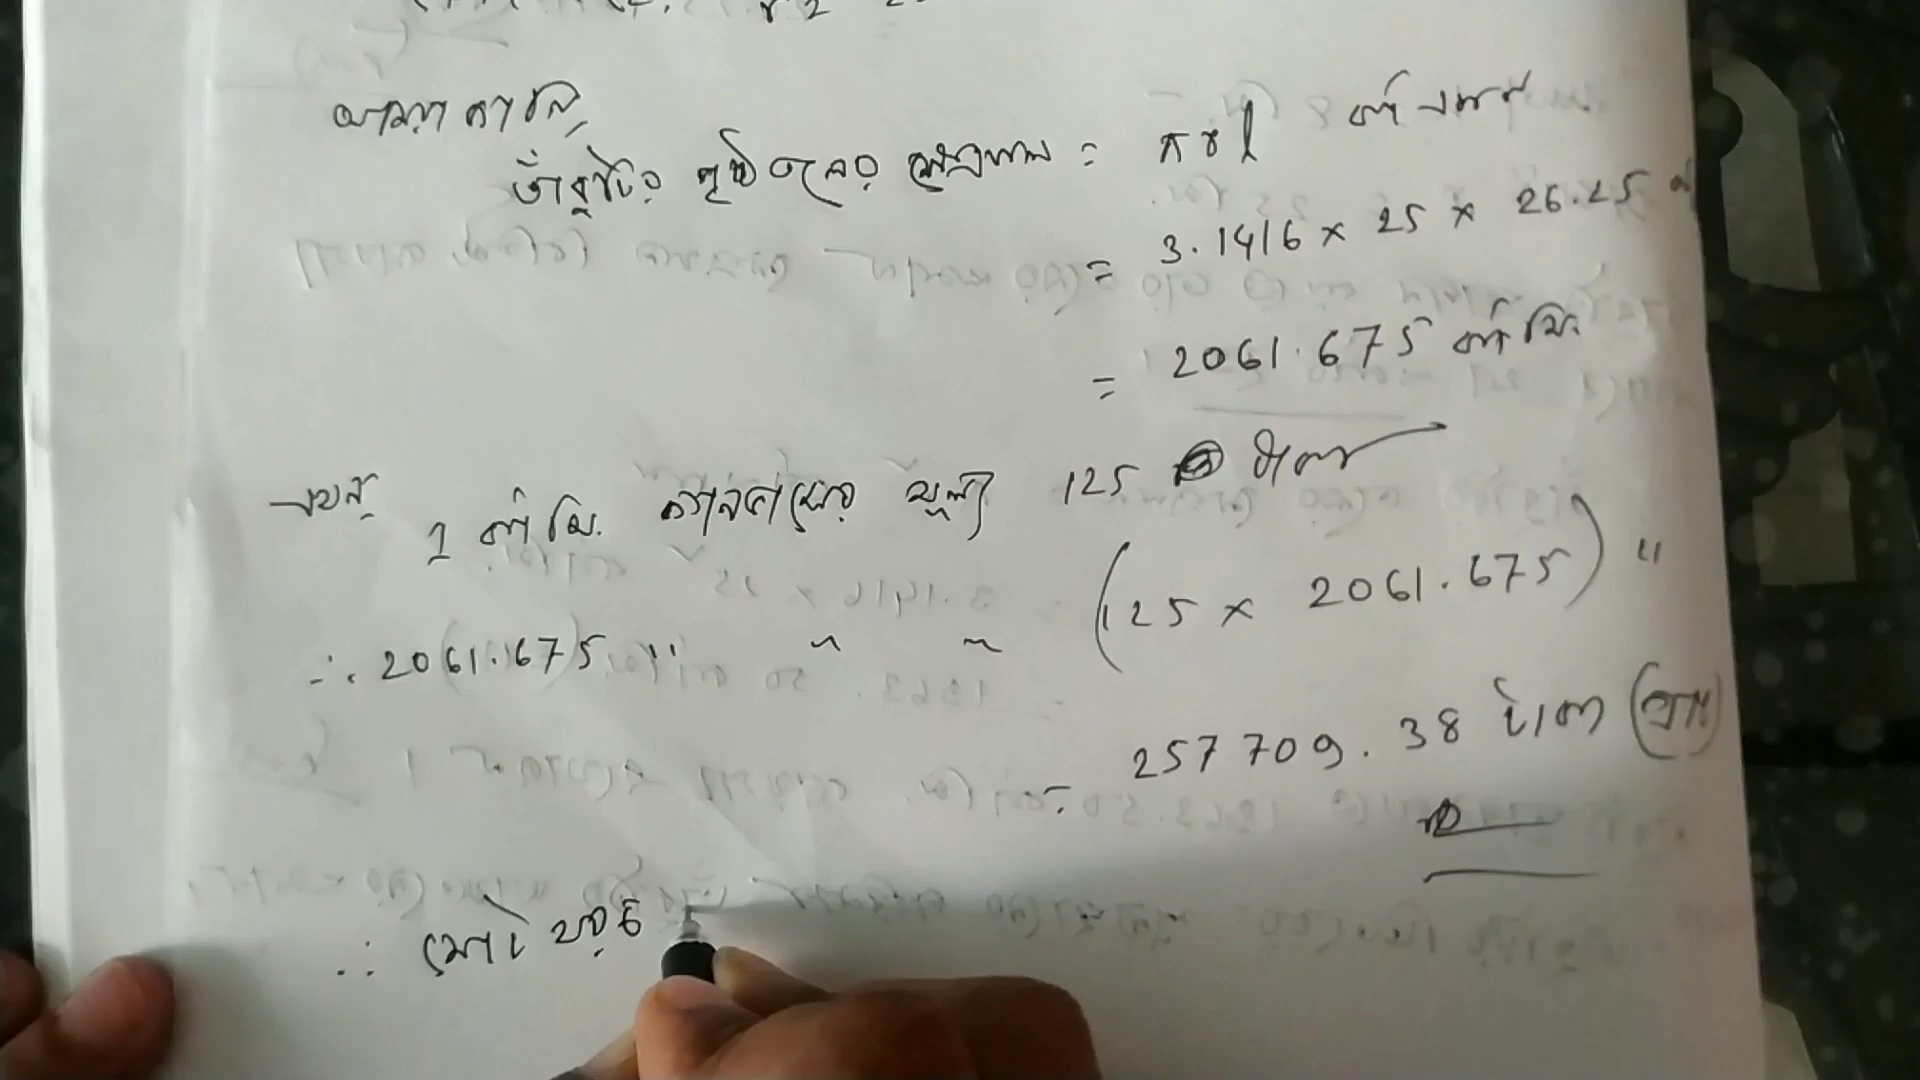 আমরা জানি,
তাঁবুটির পৃষ্ঠতলের ক্ষেত্রফল = πrl বর্গ একক
= 3.1416 × 25 × 26.25
= 2061.675 বর্গ মি.
এখন, 1 বর্গ মি. ক্যানভাসের মূল্য 125 টাকা
∴ 2061.675 " " " (125 × 2061.675) "
= 257709.38 টাকা (প্রায়)
∴ মোট খরচ